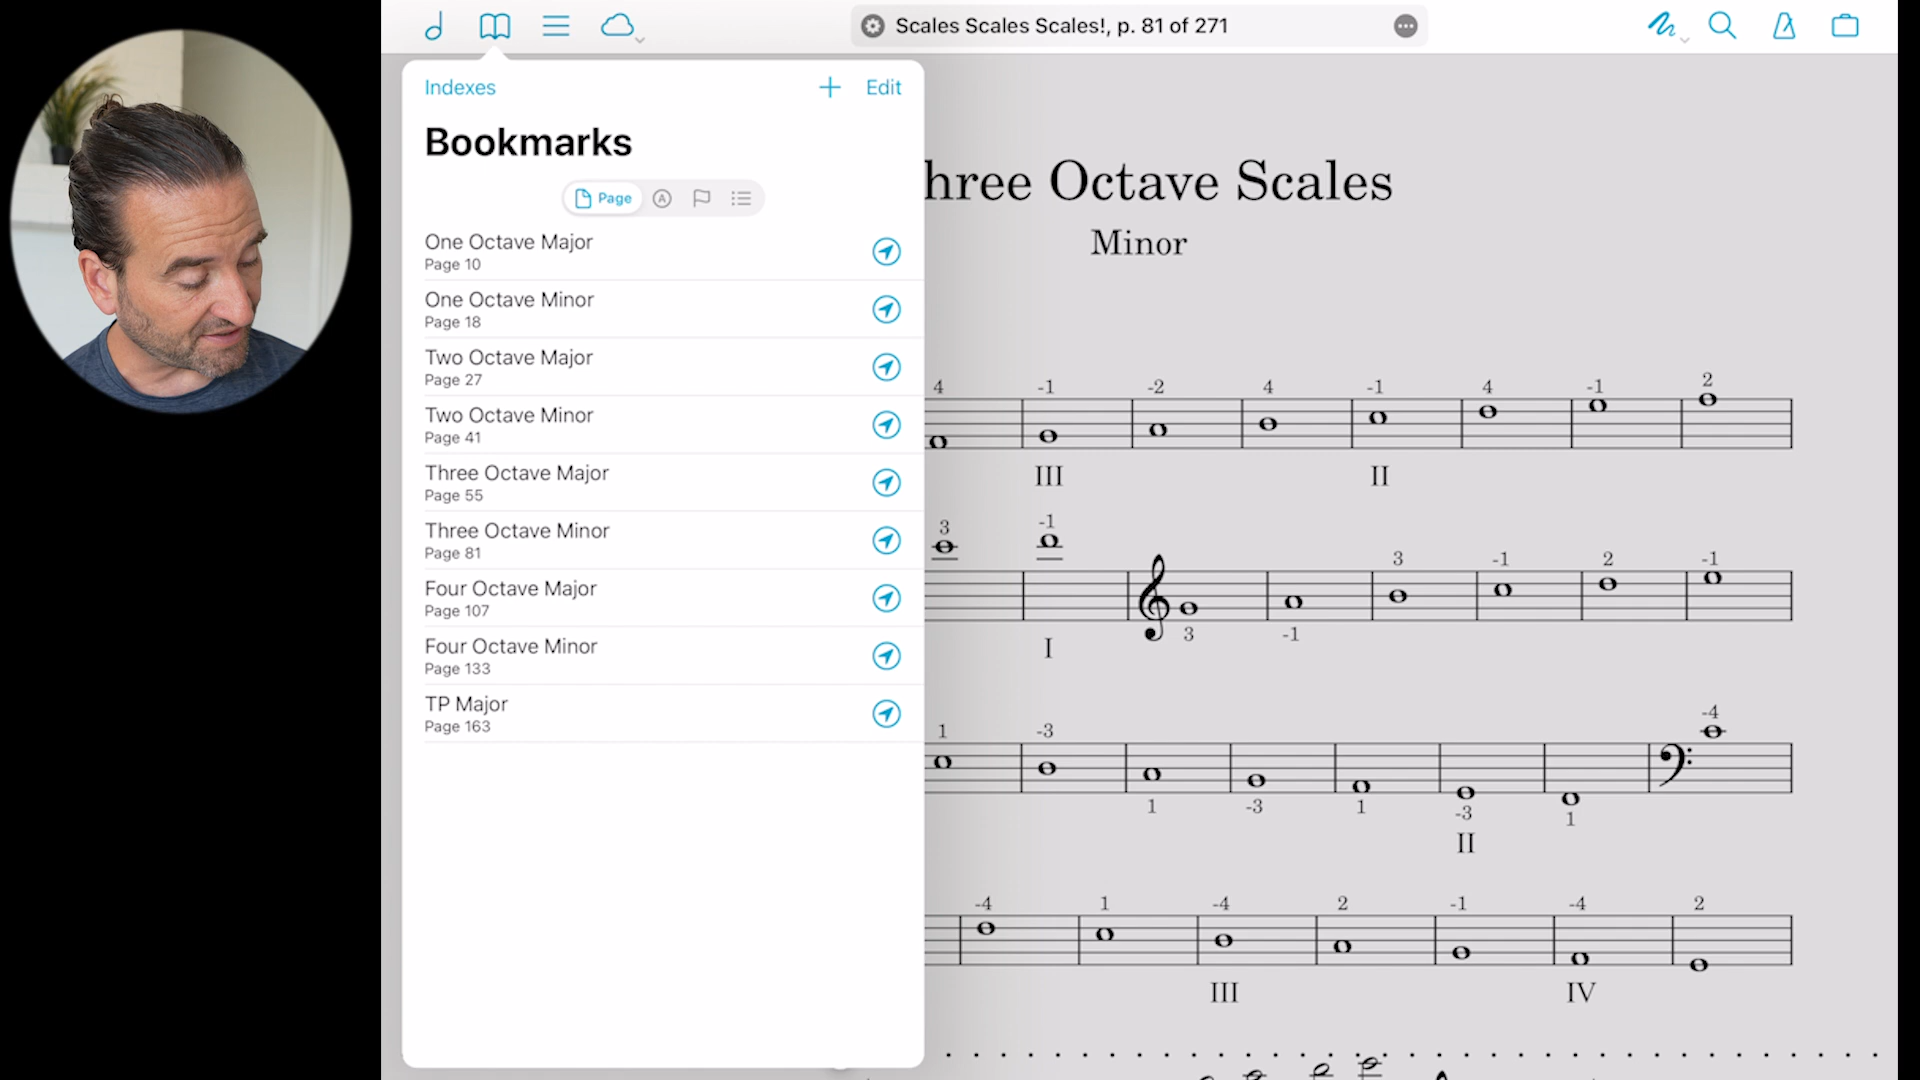 Scales Scales Scales!, p. 81 of 271
Indexes
Edit
Bookmarks
Page
One Octave Major
Page 10
One Octave Minor
Page 18
Two Octave Major
Page 27
Two Octave Minor
Page 41
Three Octave Major
Page 55
Three Octave Minor
Page 81
Four Octave Major
Page 107
Four Octave Minor
Page 133
TP Major
Page 163
hree Octave Scales
Minor
4 -1 -2 4 -1 4 -1 2
III II
3 -1 3 -1 2 -1
3 -1
I
1 -3 -4
1 -3 1 -3 1
II
-4 1 -4 2 -1 -4 2
III IV